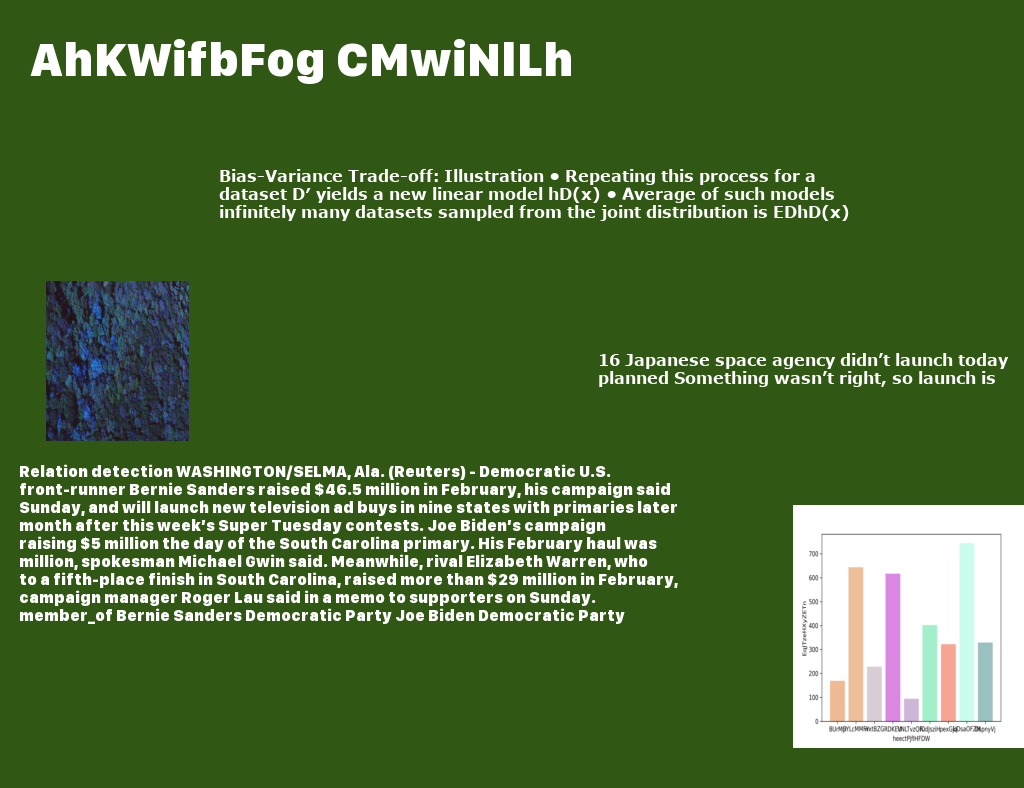 AhKWifbFog CMwiNlLh
Bias-Variance Trade-off: Illustration • Repeating this process for a
dataset D’ yields a new linear model hD(x) • Average of such models
infinitely many datasets sampled from the joint distribution is EDhD(x)
16 Japanese space agency didn’t launch today
planned Something wasn’t right, so launch is
Relation detection WASHINGTON/SELMA, Ala. (Reuters) - Democratic U.S.
front-runner Bernie Sanders raised $46.5 million in February, his campaign said
Sunday, and will launch new television ad buys in nine states with primaries later
month after this week’s Super Tuesday contests. Joe Biden’s campaign
raising $5 million the day of the South Carolina primary. His February haul was
million, spokesman Michael Gwin said. Meanwhile, rival Elizabeth Warren, who
to a fifth-place finish in South Carolina, raised more than $29 million in February,
campaign manager Roger Lau said in a memo to supporters on Sunday.
member_of Bernie Sanders Democratic Party Joe Biden Democratic Party
700
600
500
400
300
200
100
0